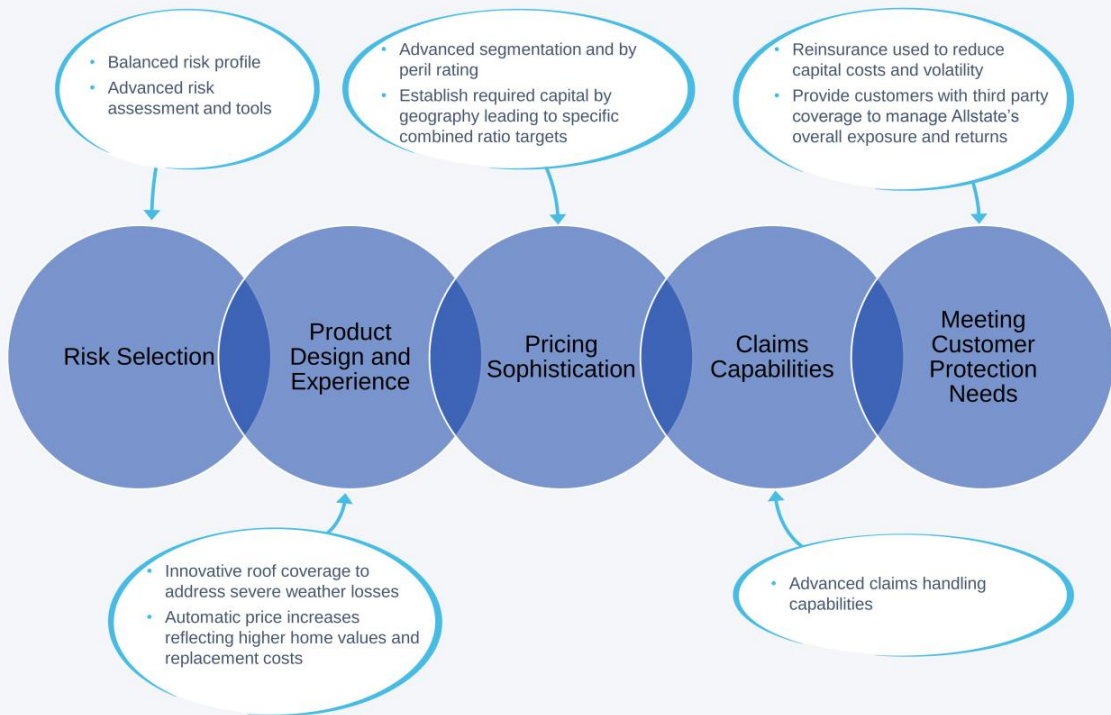 • Balanced risk profile
• Advanced risk
assessment and tools
• Advanced segmentation and by
peril rating
• Establish required capital by
geography leading to specific
combined ratio targets
• Reinsurance used to reduce
capital costs and volatility
• Provide customers with third party
coverage to manage Allstate’s
overall exposure and returns
Risk Selection
Product
Design and
Experience
Pricing
Sophistication
Claims
Capabilities
Meeting
Customer
Protection
Needs
• Innovative roof coverage to
address severe weather losses
• Automatic price increases
reflecting higher home values and
replacement costs
• Advanced claims handling
capabilities